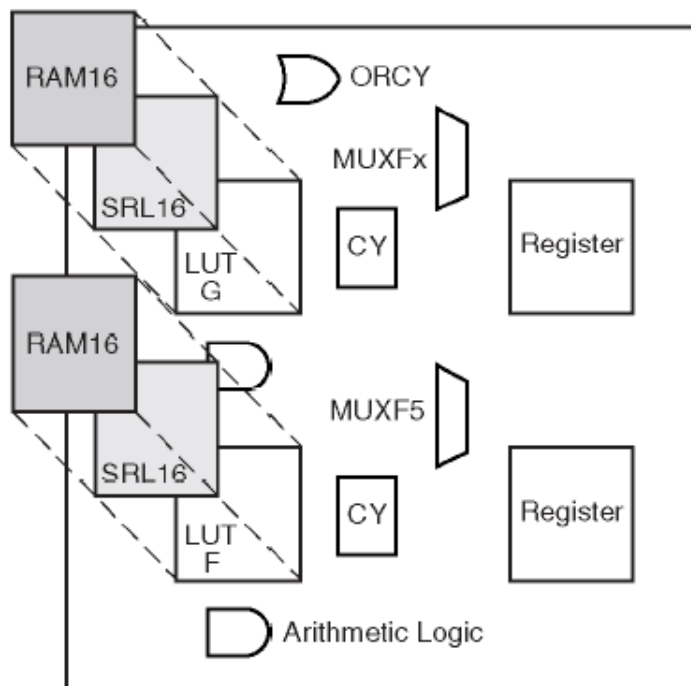 RAM16
ORCY
MUXFx
SRL16
CY
Register
LUT
G
RAM16
MUXF5
SRL16
CY
Register
LUT
F
Arithmetic Logic